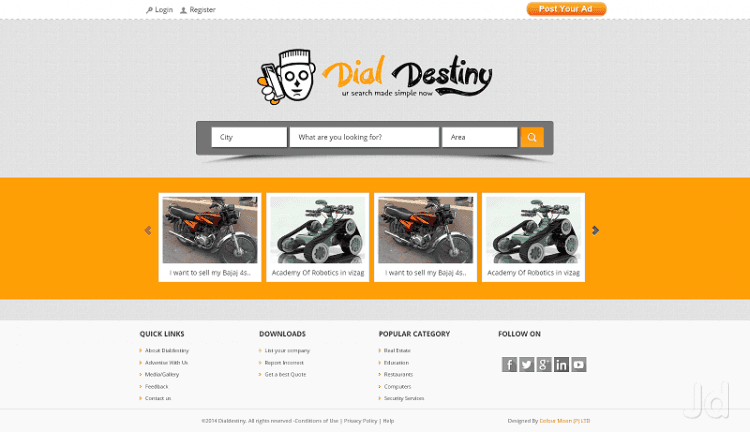 Login Register Post Your Ad
Dial Destiny
ur search made simple now
City What are you looking for? Area
I want to sell my Bajaj 4s.. Academy Of Robotics in vizag I want to sell my Bajaj 4s.. Academy Of Robotics in vizag
QUICK LINKS DOWNLOADS POPULAR CATEGORY FOLLOW ON
About Dialdestiny List your company Real Estate
Advertise With Us Report Incorrect Education
Media/Gallery Get a best Quote Restaurants
Feedback Computers
Contact us Security Services
©2014 Dialdestiny. All rights reserved -Conditions of Use | Privacy Policy | Help Designed By Colour Moon (P) LTD
Jd